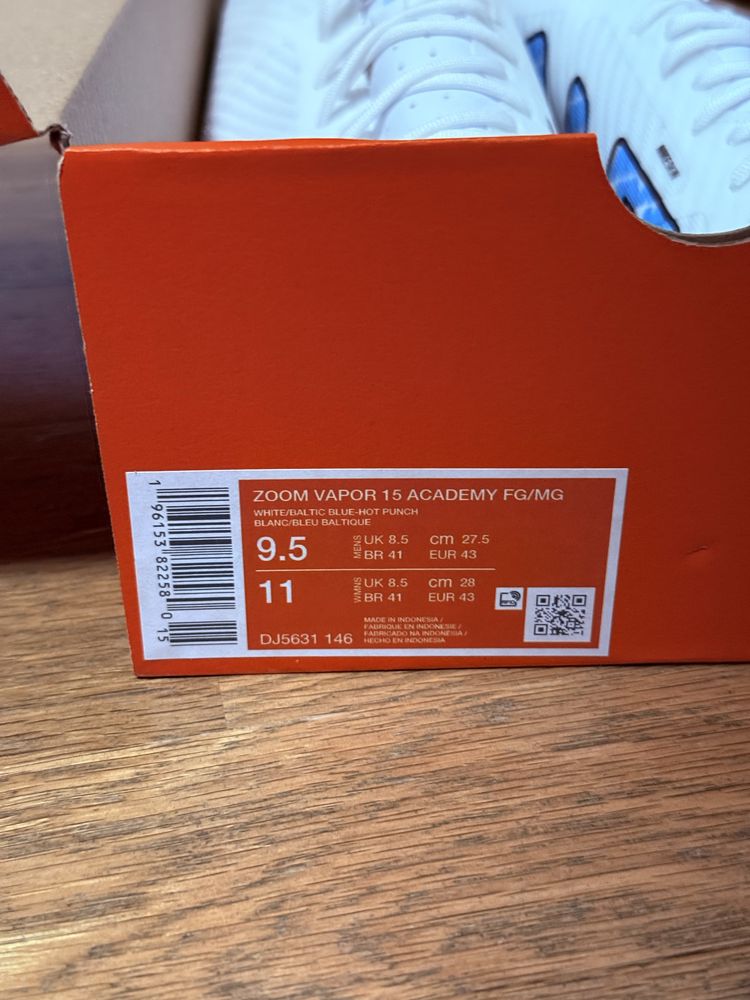 ZOOM VAPOR 15 ACADEMY FG/MG
WHITE/BALTIC BLUE-HOT PUNCH
BLANC/BLEU BALTIQUE
9.5
MENS
UK 8.5 cm 27.5
BR 41 EUR 43
11
WMNS
UK 8.5 cm 28
BR 41 EUR 43
DJ5631 146
MADE IN INDONESIA /
FABRIQUE EN INDONESIE /
FABRICADO NA INDONÉSIA /
HECHO EN INDONESIA
1 96153 82258 0 15